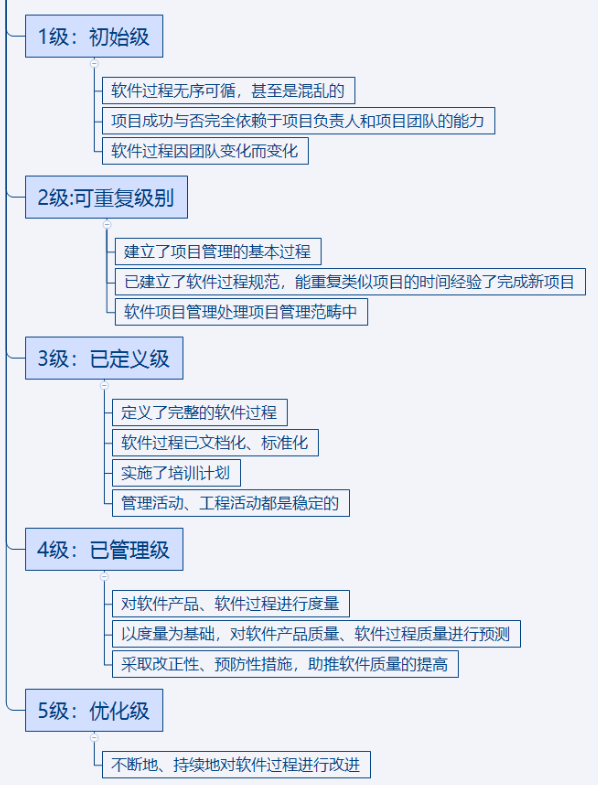 1级：初始级
软件过程无序可循，甚至是混乱的
项目成功与否完全依赖于项目负责人和项目团队的能力
软件过程因团队变化而变化
2级:可重复级别
建立了项目管理的基本过程
已建立了软件过程规范，能重复类似项目的时间经验了完成新项目
软件项目管理处理项目管理范畴中
3级：已定义级
定义了完整的软件过程
软件过程已文档化、标准化
实施了培训计划
管理活动、工程活动都是稳定的
4级：已管理级
对软件产品、软件过程进行度量
以度量为基础，对软件产品质量、软件过程质量进行预测
采取改正性、预防性措施，助推软件质量的提高
5级：优化级
不断地、持续地对软件过程进行改进